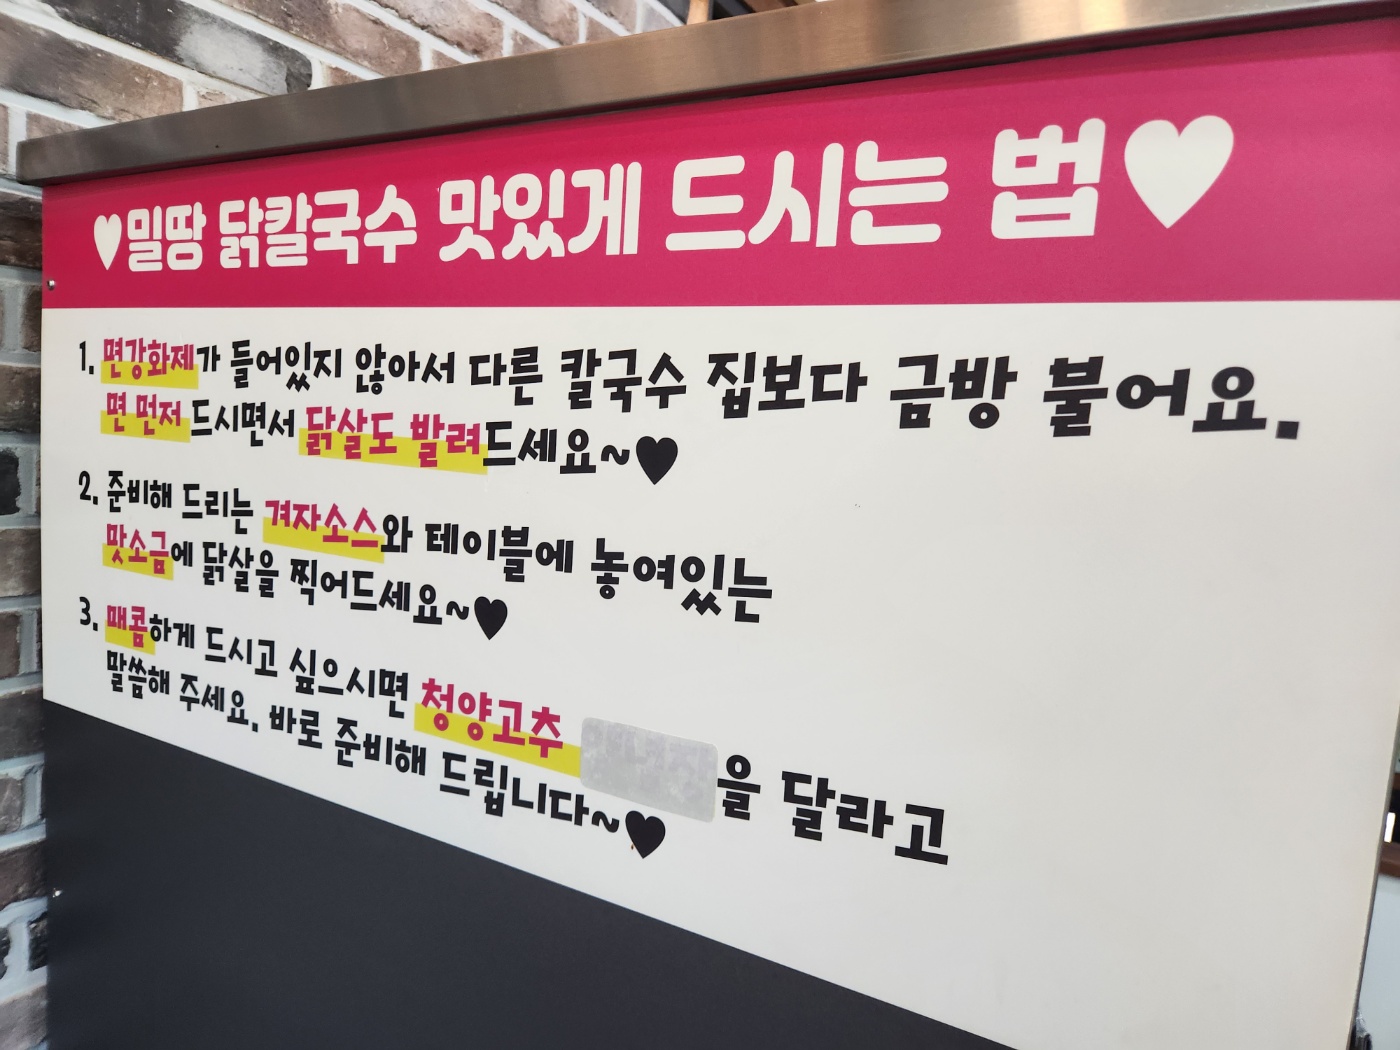 ♥밀땅 닭칼국수 맛있게 드시는 법♥
1. 면강화제가 들어있지 않아서 다른 칼국수 집보다 금방 불어요.
면 먼저 드시면서 닭살도 발려드세요~♥
2. 준비해 드리는 겨자소스와 테이블에 놓여있는
맛소금에 닭살을 찍어드세요~♥
3. 매콤하게 드시고 싶으시면 청양고추 을 달라고
말씀해 주세요. 바로 준비해 드립니다~♥